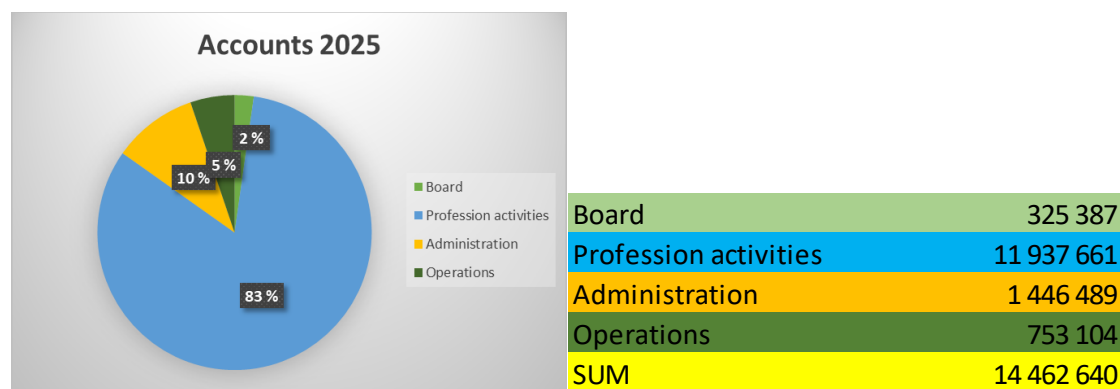 Accounts 2025
2 %
5 %
10 %
83 %
Board
Profession activities
Administration
Operations
Board 325 387
Profession activities 11 937 661
Administration 1 446 489
Operations 753 104
SUM 14 462 640